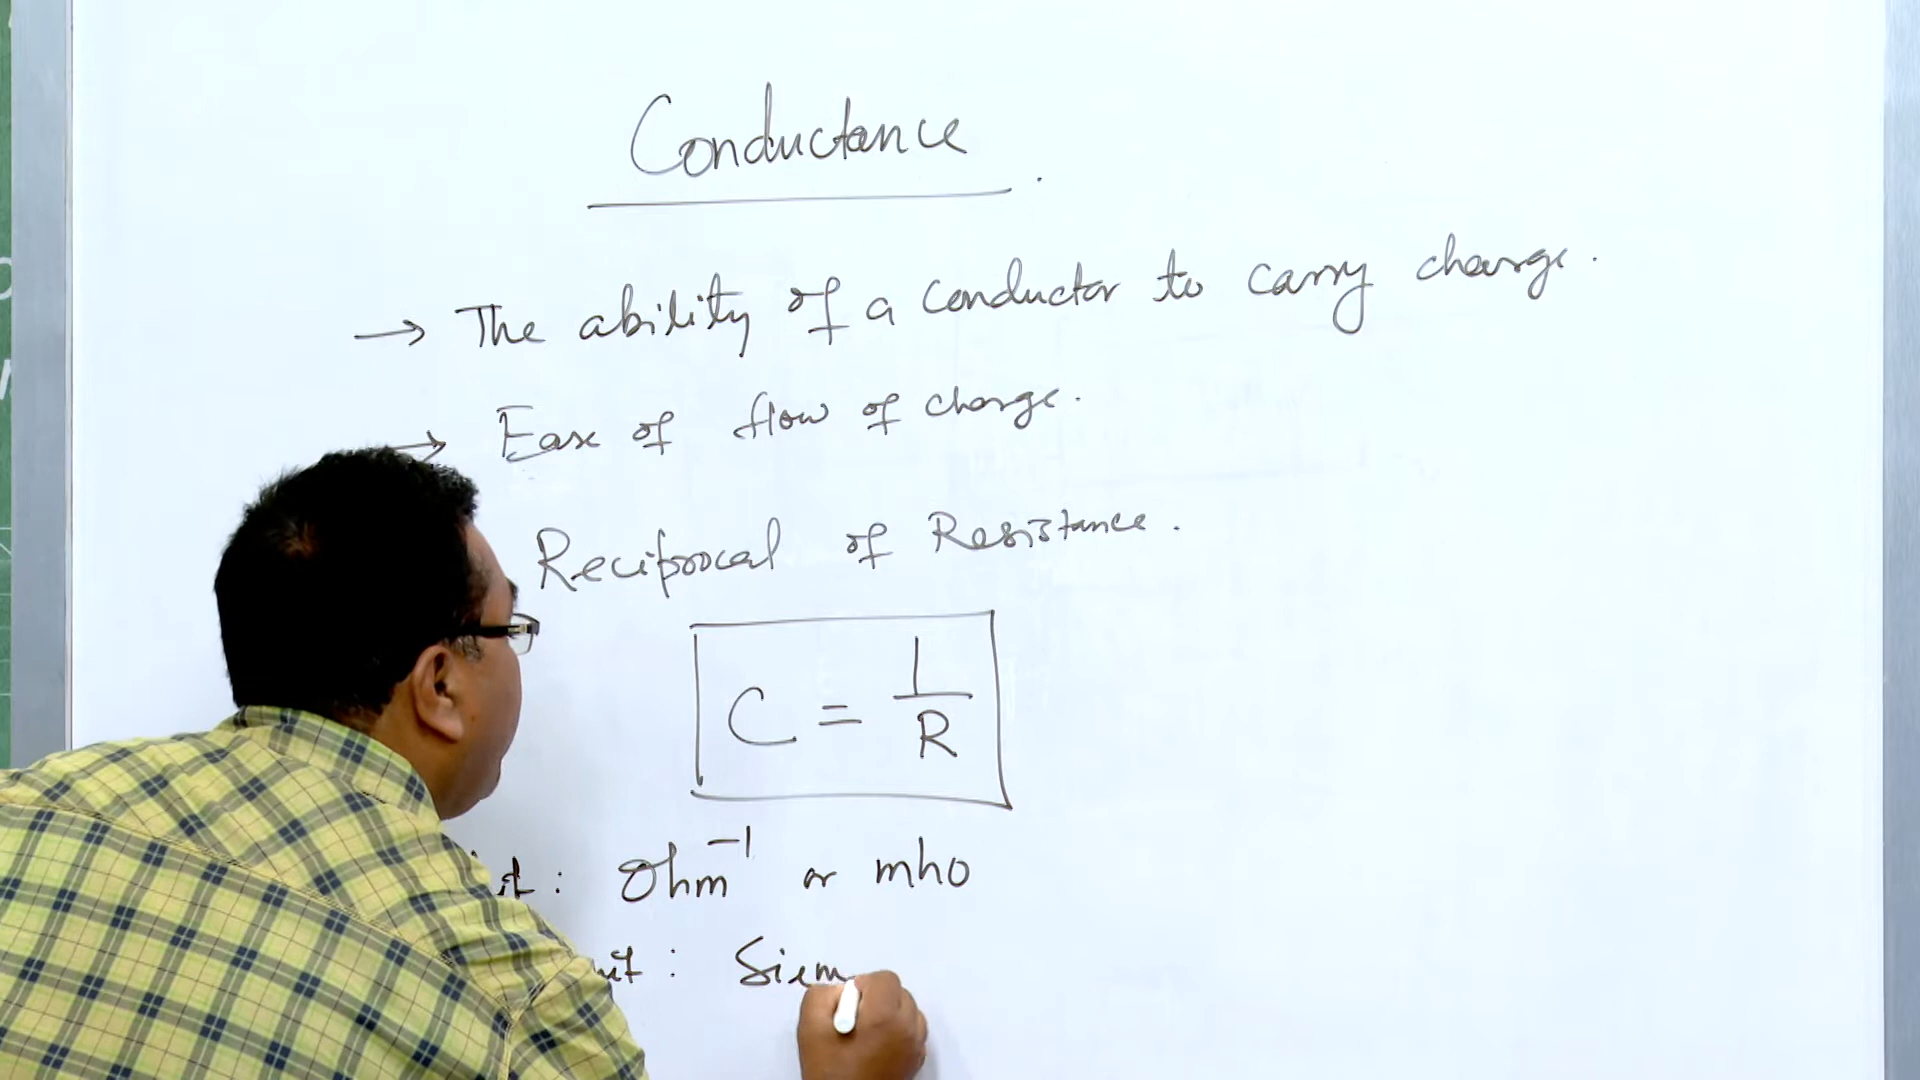 Conductance
→ The ability of a conductor to carry charge.
→ Ease of flow of charge.
Reciprocal of Resistance.
C = 1/R
: Ohm⁻¹ or mho
: Siem